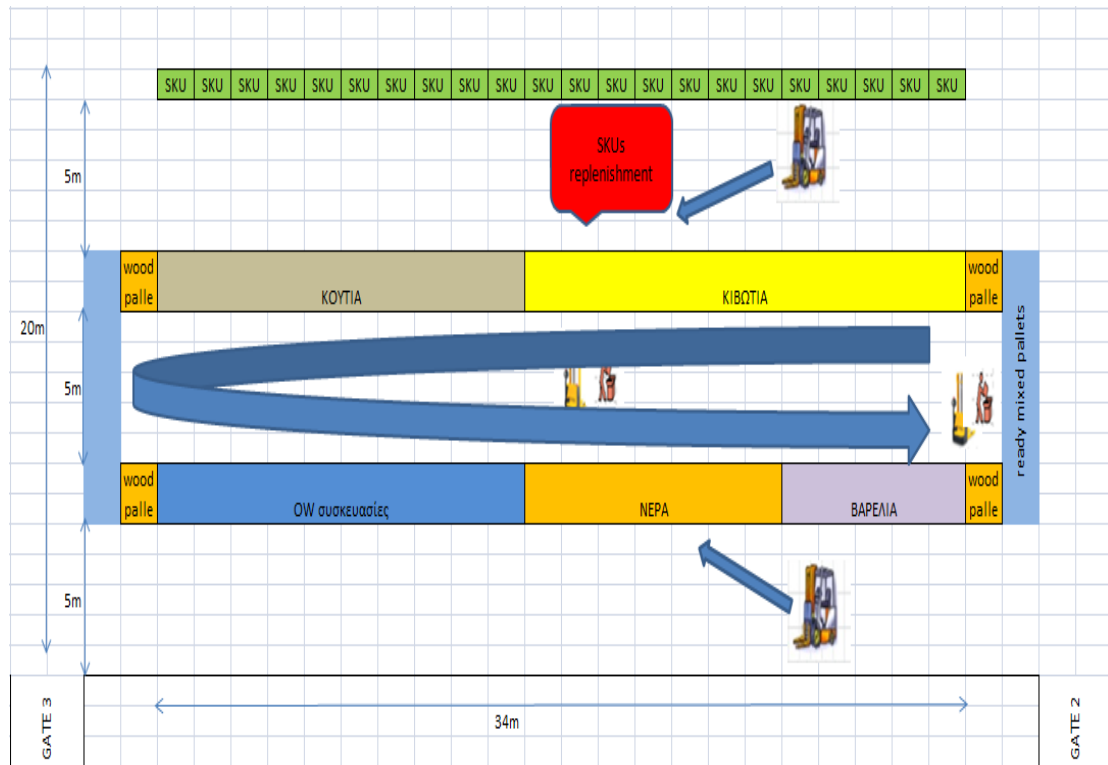 SKU SKU SKU SKU SKU SKU SKU SKU SKU SKU SKU SKU SKU SKU SKU SKU SKU SKU SKU SKU SKU SKU
SKUs
replenishment
5m
wood
palle
ΚΟΥΤΙΑ
ΚΙΒΩΤΙΑ
wood
palle
20m
5m
ready mixed pallets
wood
palle
OW συσκευασίες
ΝΕΡΑ
ΒΑΡΕΛΙΑ
wood
palle
5m
GATE 3
34m
GATE 2